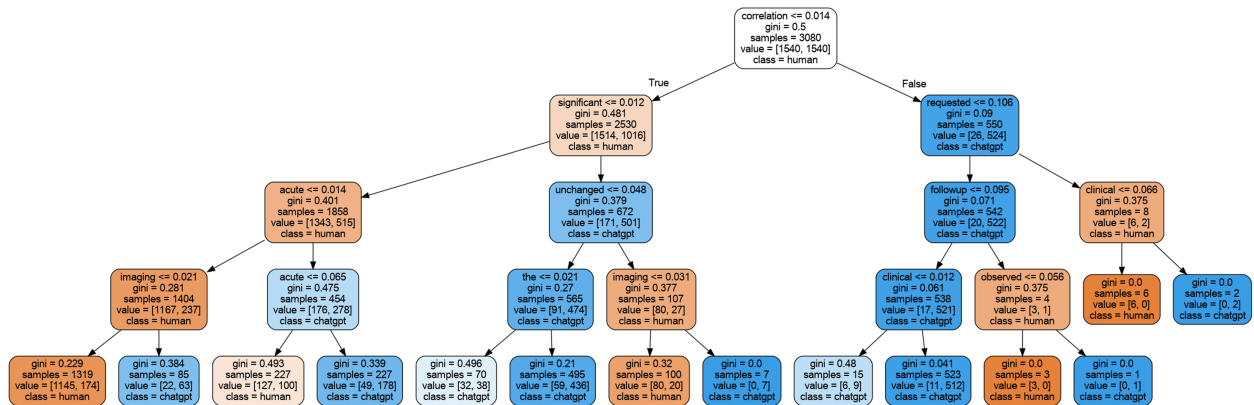 correlation <= 0.014
gini = 0.5
samples = 3080
value = [1540, 1540]
class = human
True
False
significant <= 0.012
gini = 0.481
samples = 2530
value = [1514, 1016]
class = human
requested <= 0.106
gini = 0.09
samples = 550
value = [26, 524]
class = chatgpt
acute <= 0.014
gini = 0.401
samples = 1858
value = [1343, 515]
class = human
unchanged <= 0.048
gini = 0.379
samples = 672
value = [171, 501]
class = chatgpt
followup <= 0.095
gini = 0.071
samples = 542
value = [20, 522]
class = chatgpt
clinical <= 0.066
gini = 0.375
samples = 8
value = [6, 2]
class = human
imaging <= 0.021
gini = 0.281
samples = 1404
value = [1167, 237]
class = human
acute <= 0.065
gini = 0.475
samples = 454
value = [176, 278]
class = chatgpt
the <= 0.021
gini = 0.27
samples = 565
value = [91, 474]
class = chatgpt
imaging <= 0.031
gini = 0.377
samples = 107
value = [80, 27]
class = human
clinical <= 0.012
gini = 0.061
samples = 538
value = [17, 521]
class = chatgpt
observed <= 0.056
gini = 0.375
samples = 4
value = [3, 1]
class = human
gini = 0.0
samples = 6
value = [6, 0]
class = human
gini = 0.0
samples = 2
value = [0, 2]
class = chatgpt
gini = 0.229
samples = 1319
value = [1145, 174]
class = human
gini = 0.384
samples = 85
value = [22, 63]
class = chatgpt
gini = 0.493
samples = 227
value = [127, 100]
class = human
gini = 0.339
samples = 227
value = [49, 178]
class = chatgpt
gini = 0.496
samples = 70
value = [32, 38]
class = chatgpt
gini = 0.21
samples = 495
value = [59, 436]
class = chatgpt
gini = 0.32
samples = 100
value = [80, 20]
class = human
gini = 0.0
samples = 7
value = [0, 7]
class = chatgpt
gini = 0.48
samples = 15
value = [6, 9]
class = chatgpt
gini = 0.041
samples = 523
value = [11, 512]
class = chatgpt
gini = 0.0
samples = 3
value = [3, 0]
class = human
gini = 0.0
samples = 1
value = [0, 1]
class = chatgpt